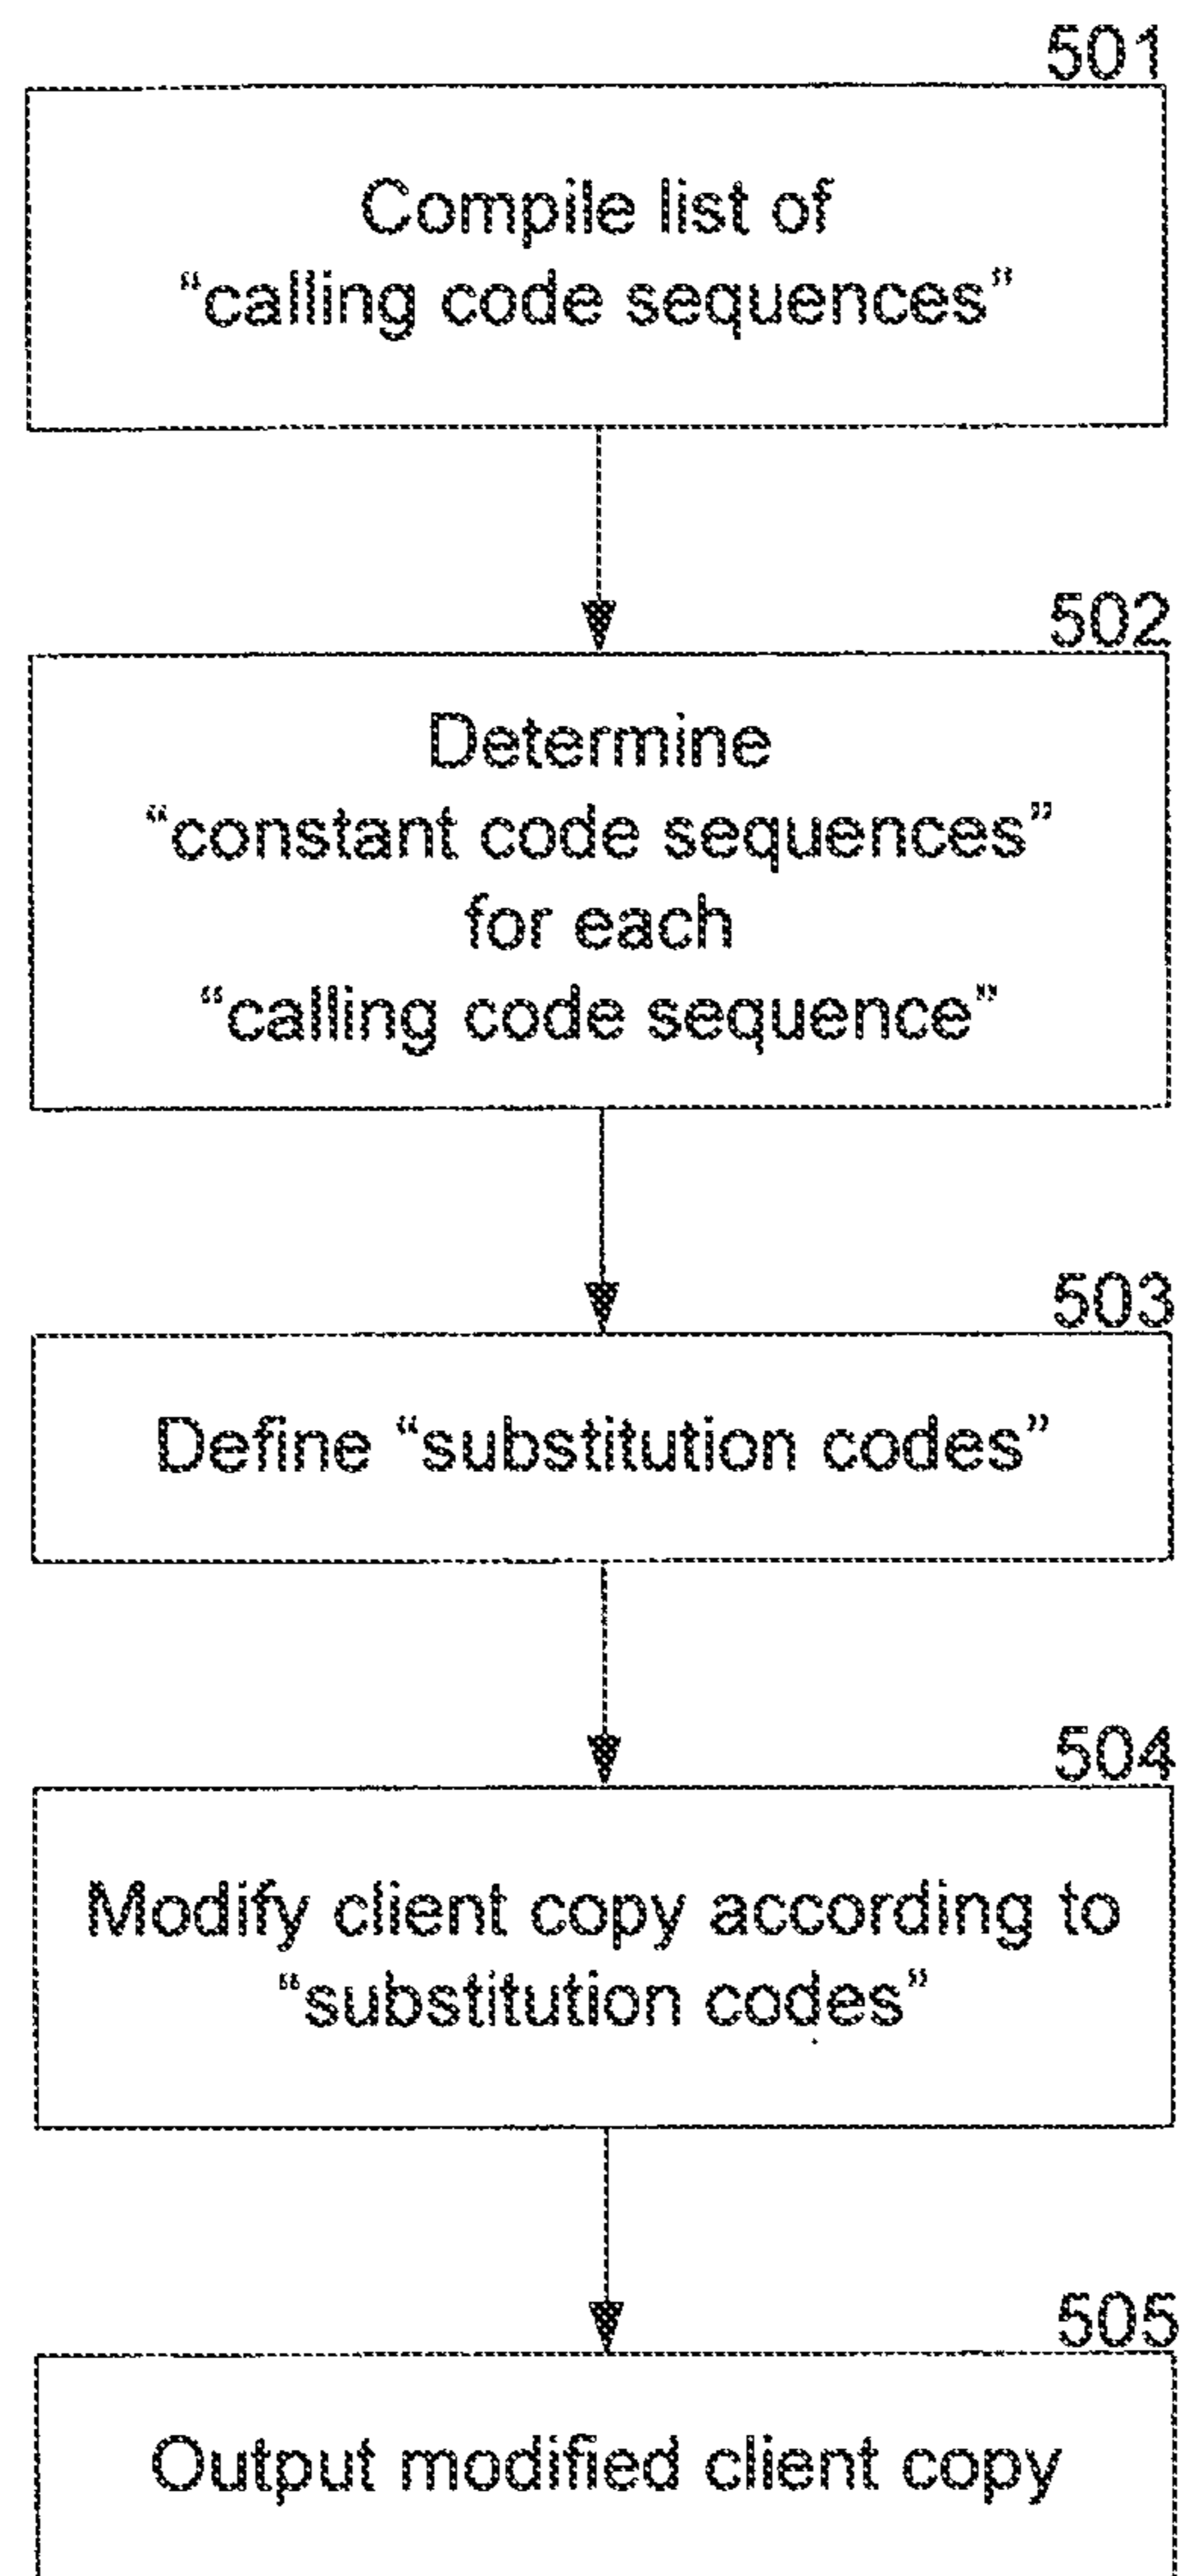 501
Compile list of
“calling code sequences”
502
Determine
“constant code sequences”
for each
“calling code sequence”
503
Define “substitution codes”
504
Modify client copy according to
“substitution codes”
505
Output modified client copy